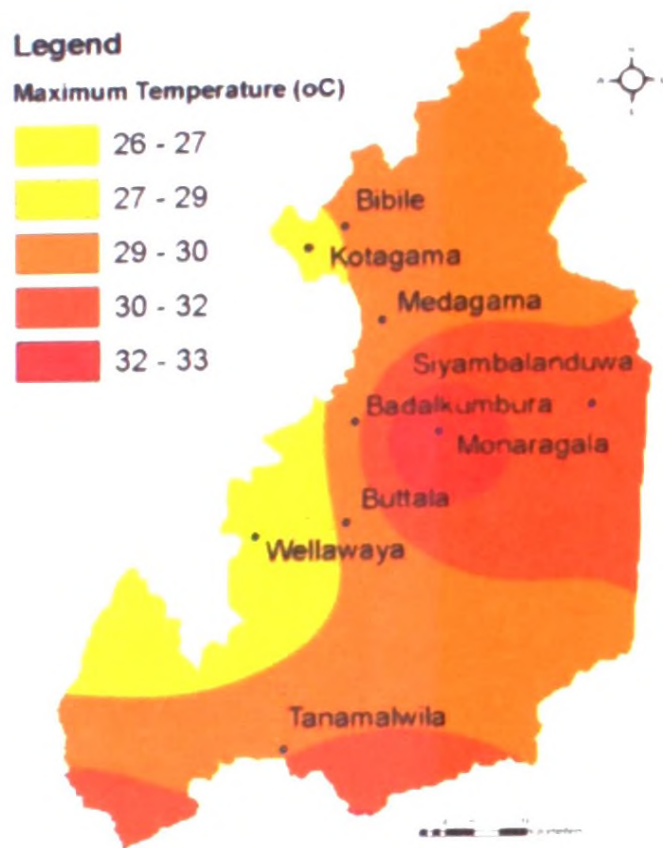 Legend
Maximum Temperature (oC)
26 - 27
27 - 29
29 - 30
30 - 32
32 - 33
Bibile
Kotagama
Medagama
Siyambalanduwa
Badalkumbura
Monaragala
Buttala
Wellawaya
Tanamalwila